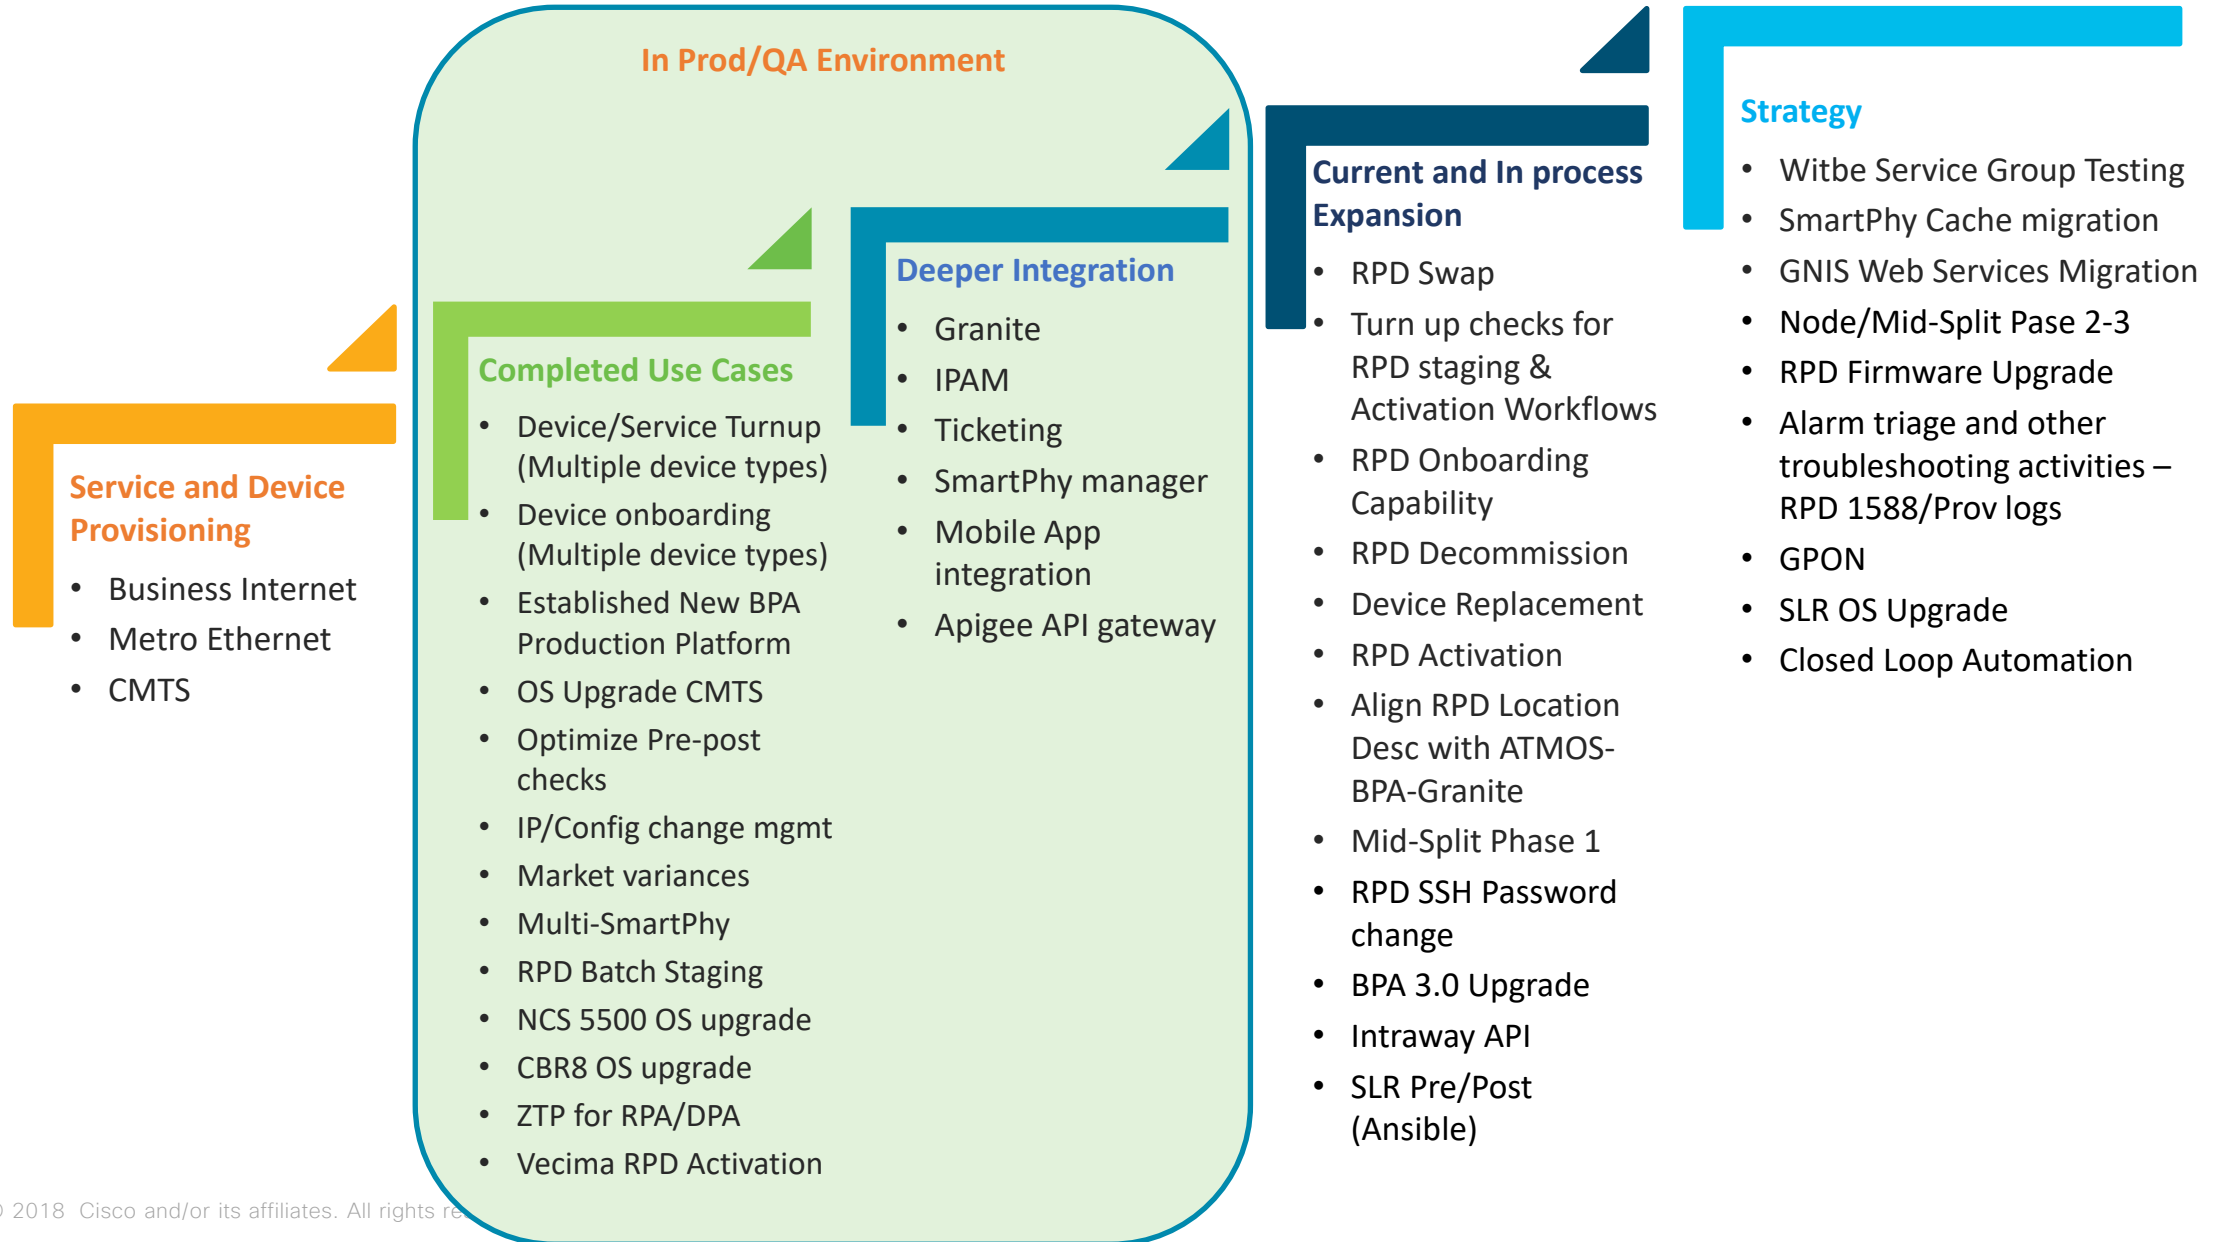 In Prod/QA Environment
Service and Device
Provisioning
• Business Internet
• Metro Ethernet
• CMTS
Completed Use Cases
• Device/Service Turnup
(Multiple device types)
• Device onboarding
(Multiple device types)
• Established New BPA
Production Platform
• OS Upgrade CMTS
• Optimize Pre-post
checks
• IP/Config change mgmt
• Market variances
• Multi-SmartPhy
• RPD Batch Staging
• NCS 5500 OS upgrade
• CBR8 OS upgrade
• ZTP for RPA/DPA
• Vecima RPD Activation
Deeper Integration
• Granite
• IPAM
• Ticketing
• SmartPhy manager
• Mobile App
integration
• Apigee API gateway
Current and In process
Expansion
• RPD Swap
• Turn up checks for
RPD staging &
Activation Workflows
• RPD Onboarding
Capability
• RPD Decommission
• Device Replacement
• RPD Activation
• Align RPD Location
Desc with ATMOS-
BPA-Granite
• Mid-Split Phase 1
• RPD SSH Password
change
• BPA 3.0 Upgrade
• Intraway API
• SLR Pre/Post
(Ansible)
Strategy
• Witbe Service Group Testing
• SmartPhy Cache migration
• GNIS Web Services Migration
• Node/Mid-Split Pase 2-3
• RPD Firmware Upgrade
• Alarm triage and other
troubleshooting activities –
RPD 1588/Prov logs
• GPON
• SLR OS Upgrade
• Closed Loop Automation
© 2018 Cisco and/or its affiliates. All rights